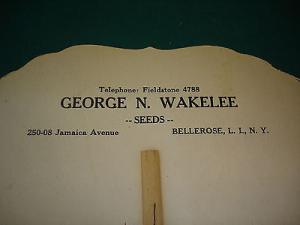 Telephone: Fieldstone 4788
GEORGE N. WAKELEE
-- SEEDS --
250-08 Jamaica Avenue BELLEROSE, L. I., N. Y.